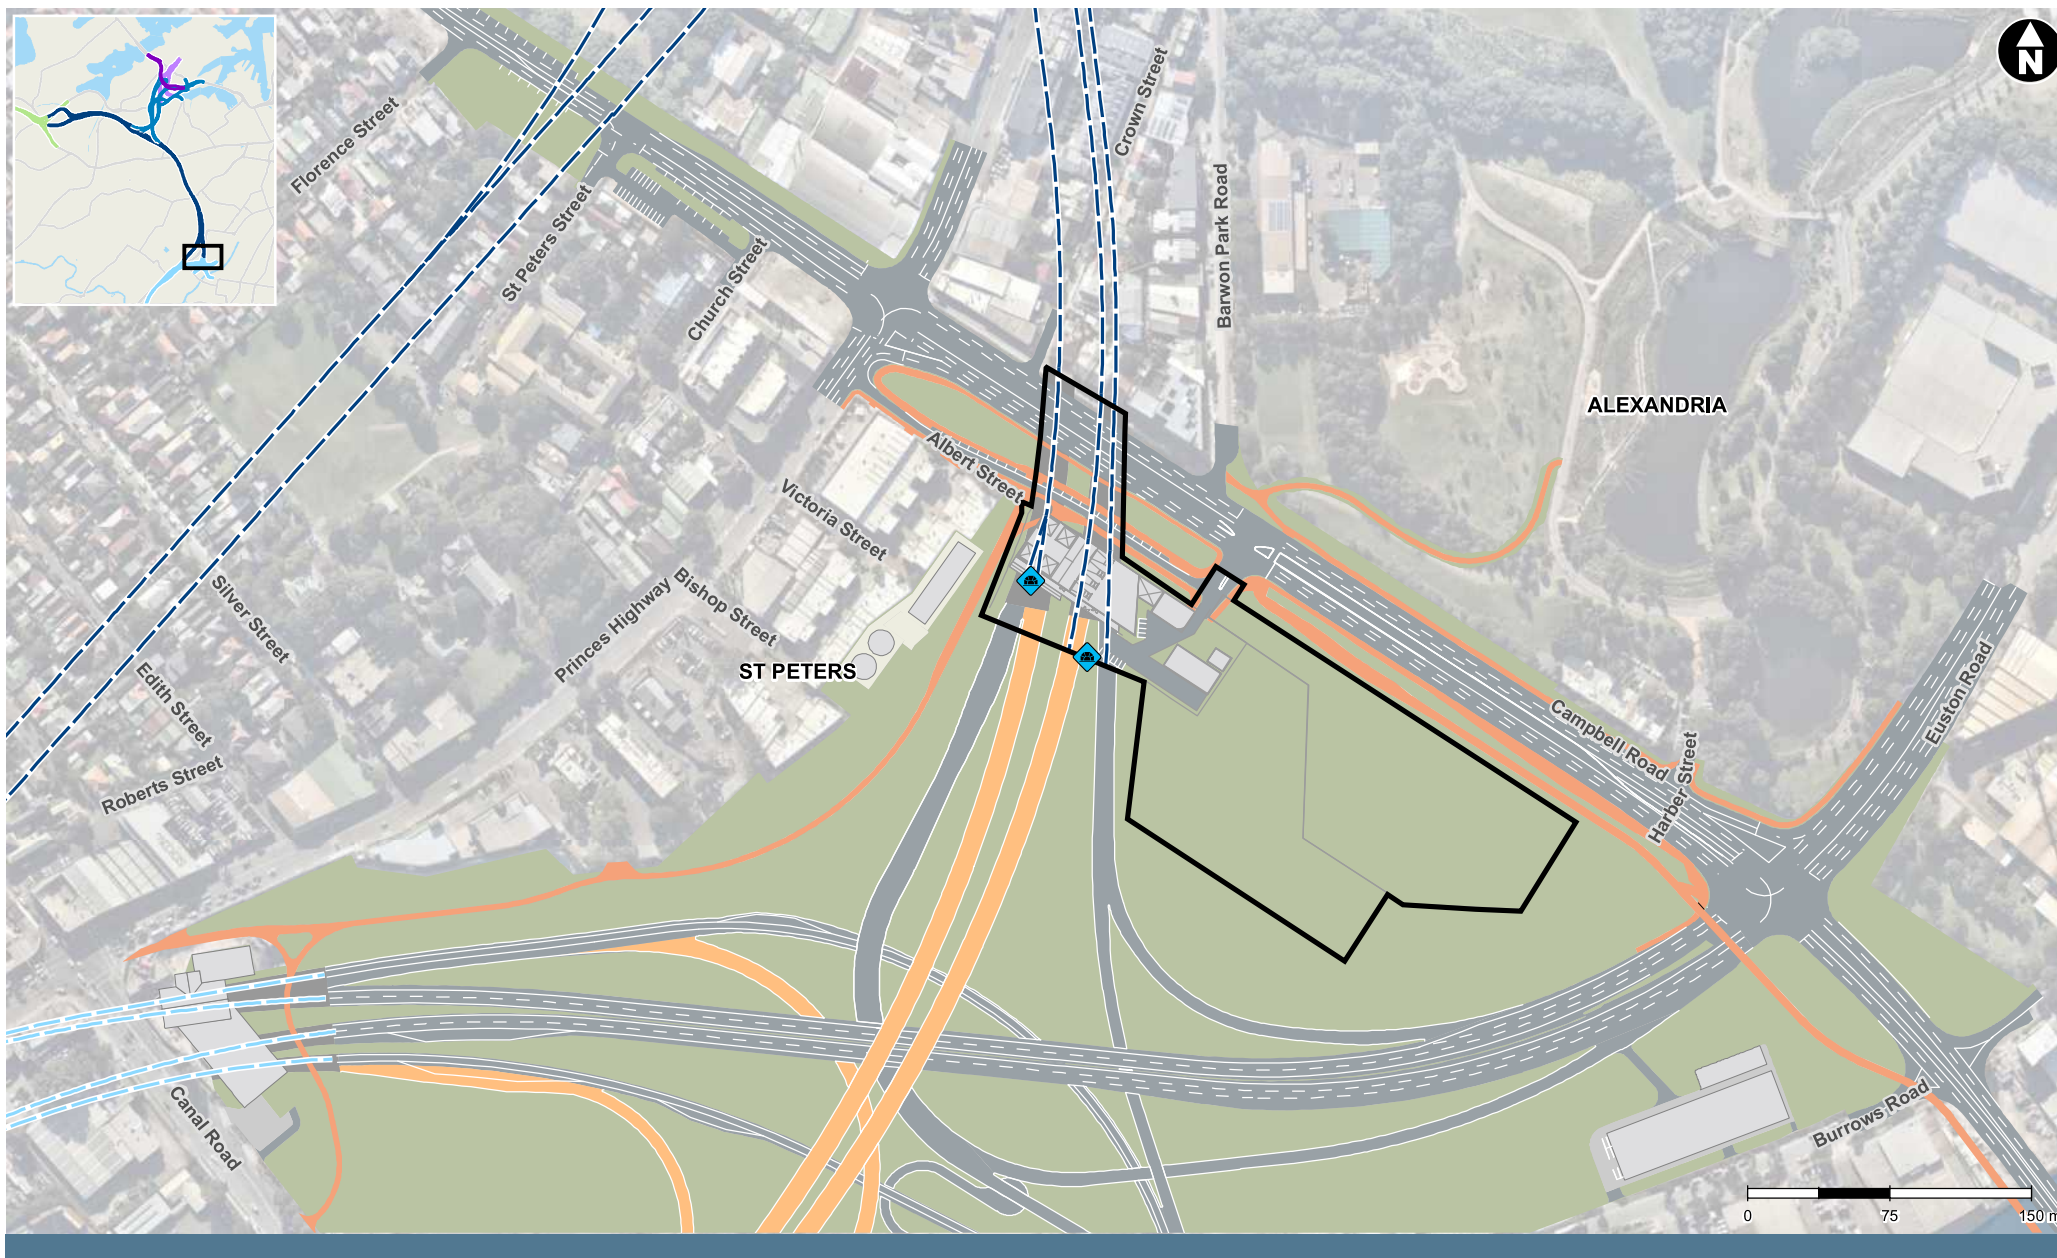 N
Florence Street
Crown Street
St Peters Street
Barwon Park Road
Church Street
ALEXANDRIA
Albert Street
Victoria Street
Silver Street
Princes Highway
Bishop Street
ST PETERS
Edith Street
Roberts Street
Campbell Road
Harber Street
Euston Road
Canal Road
Burrows Road
0 75 150 m